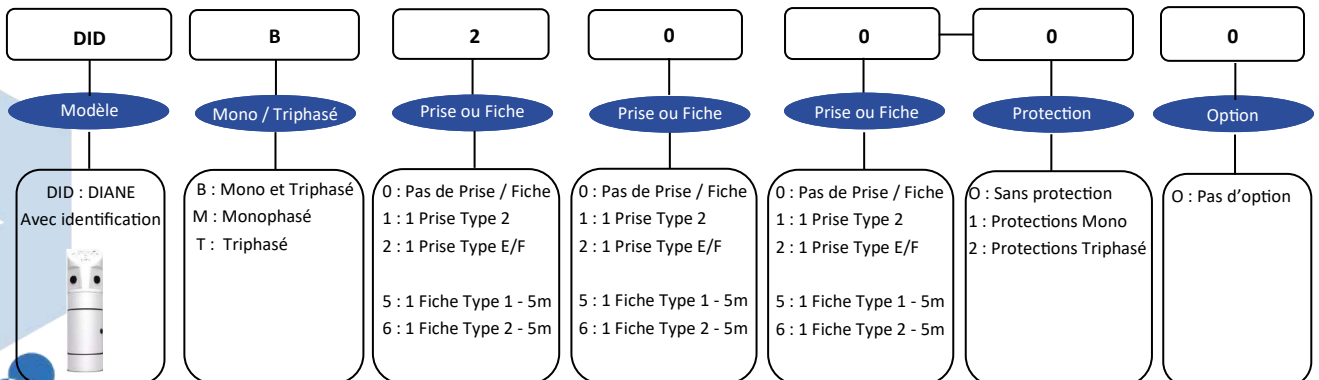 DID
B
2
0
0
0
0
Modèle
Mono / Triphasé
Prise ou Fiche
Prise ou Fiche
Prise ou Fiche
Protection
Option
DID : DIANE
Avec identification
B : Mono et Triphasé
M : Monophasé
T : Triphasé
0 : Pas de Prise / Fiche
1 : 1 Prise Type 2
2 : 1 Prise Type E/F
5 : 1 Fiche Type 1 - 5m
6 : 1 Fiche Type 2 - 5m
0 : Pas de Prise / Fiche
1 : 1 Prise Type 2
2 : 1 Prise Type E/F
5 : 1 Fiche Type 1 - 5m
6 : 1 Fiche Type 2 - 5m
0 : Pas de Prise / Fiche
1 : 1 Prise Type 2
2 : 1 Prise Type E/F
5 : 1 Fiche Type 1 - 5m
6 : 1 Fiche Type 2 - 5m
O : Sans protection
1 : Protections Mono
2 : Protections Triphasé
O : Pas d’option